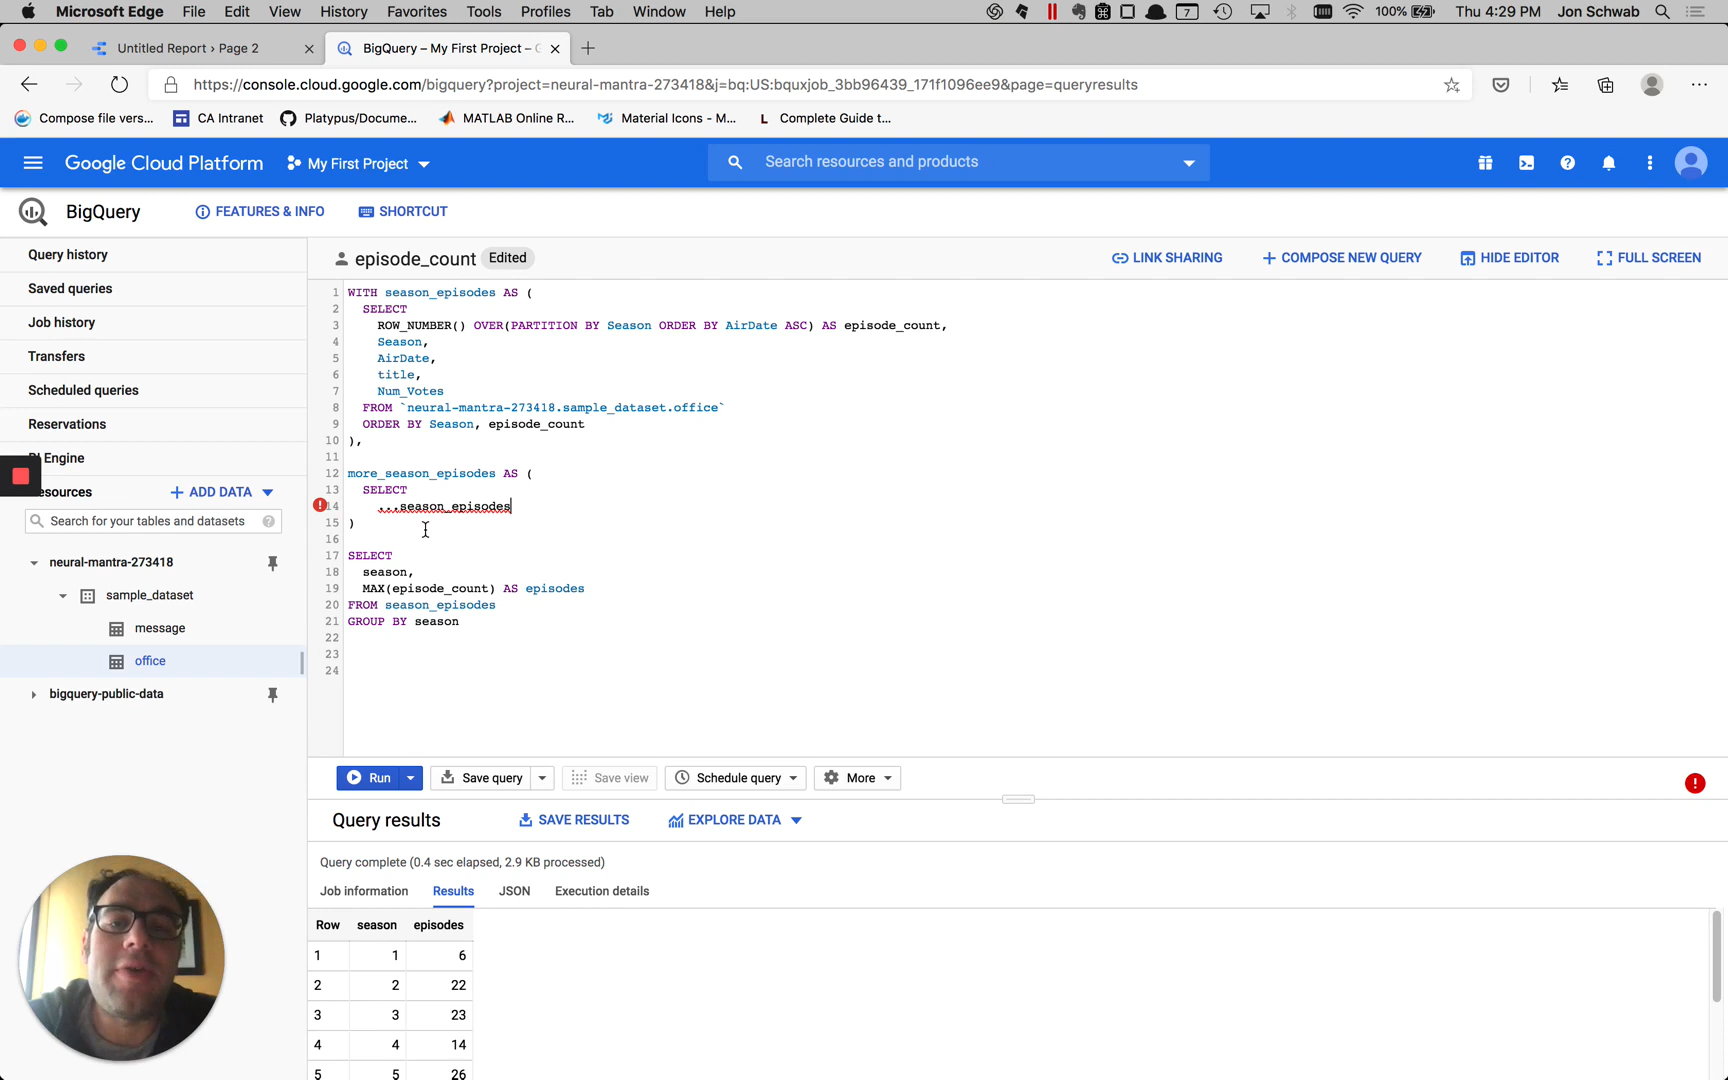 Microsoft Edge File Edit View History Favorites Tools Profiles Tab Window Help 7 100% Thu 4:29 PM Jon Schwab
Untitled Report › Page 2
BigQuery – My First Project – G
https://console.cloud.google.com/bigquery?project=neural-mantra-273418&j=bq:US:bquxjob_3bb96439_171f1096ee9&page=queryresults
Compose file vers... CA Intranet Platypus/Docume... MATLAB Online R... Material Icons - M... L Complete Guide t...
Google Cloud Platform My First Project Search resources and products
BigQuery FEATURES & INFO SHORTCUT
Query history
Saved queries
Job history
Transfers
Scheduled queries
Reservations
BI Engine
esources ADD DATA
Search for your tables and datasets
neural-mantra-273418
sample_dataset
message
office
bigquery-public-data
episode_count Edited LINK SHARING COMPOSE NEW QUERY HIDE EDITOR FULL SCREEN
1 WITH season_episodes AS (
2 SELECT
3 ROW_NUMBER() OVER(PARTITION BY Season ORDER BY AirDate ASC) AS episode_count,
4 Season,
5 AirDate,
6 title,
7 Num_Votes
8 FROM `neural-mantra-273418.sample_dataset.office`
9 ORDER BY Season, episode_count
10 ),
11
12 more_season_episodes AS (
13 SELECT
14 ...season_episodes
15 )
16
17 SELECT
18 season,
19 MAX(episode_count) AS episodes
20 FROM season_episodes
21 GROUP BY season
22
23
24
Run Save query Save view Schedule query More
Query results SAVE RESULTS EXPLORE DATA
Query complete (0.4 sec elapsed, 2.9 KB processed)
Job information Results JSON Execution details
Row season episodes
1 1 6
2 2 22
3 3 23
4 4 14
5 5 26